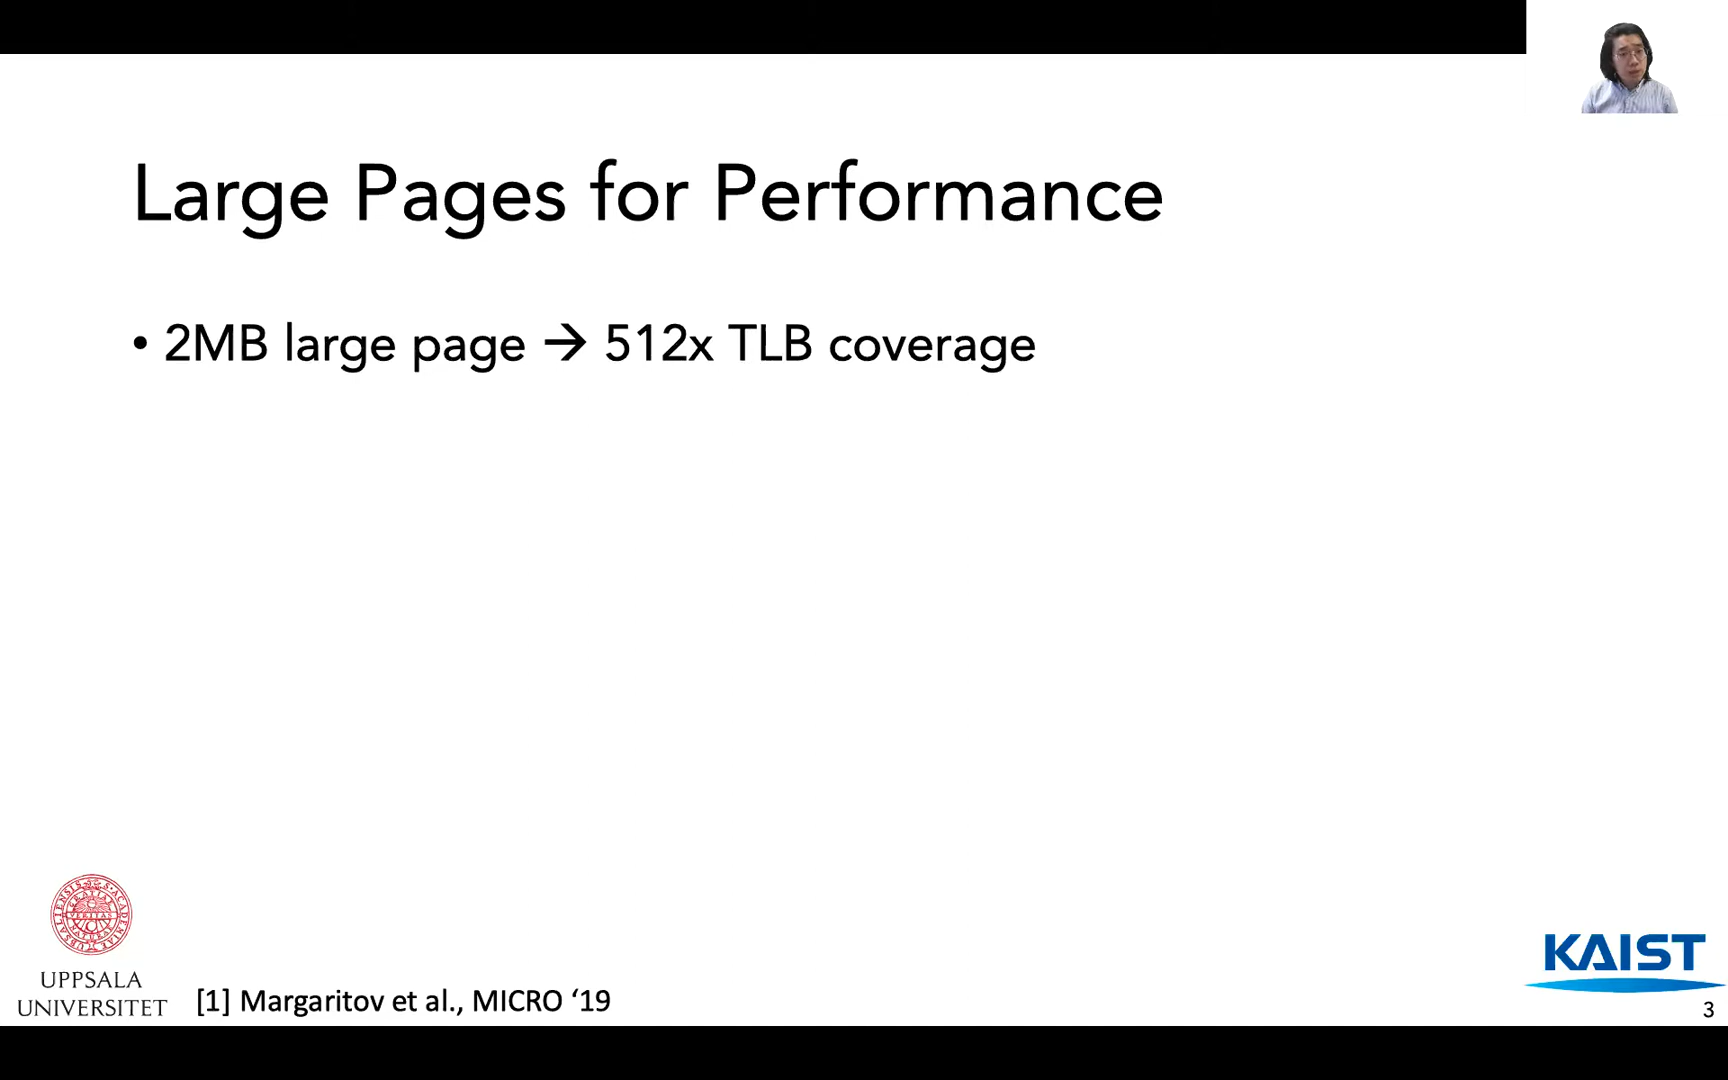 Large Pages for Performance
• 2MB large page → 512x TLB coverage
UPPSALA
UNIVERSITET
[1] Margaritov et al., MICRO ‘19
KAIST
3